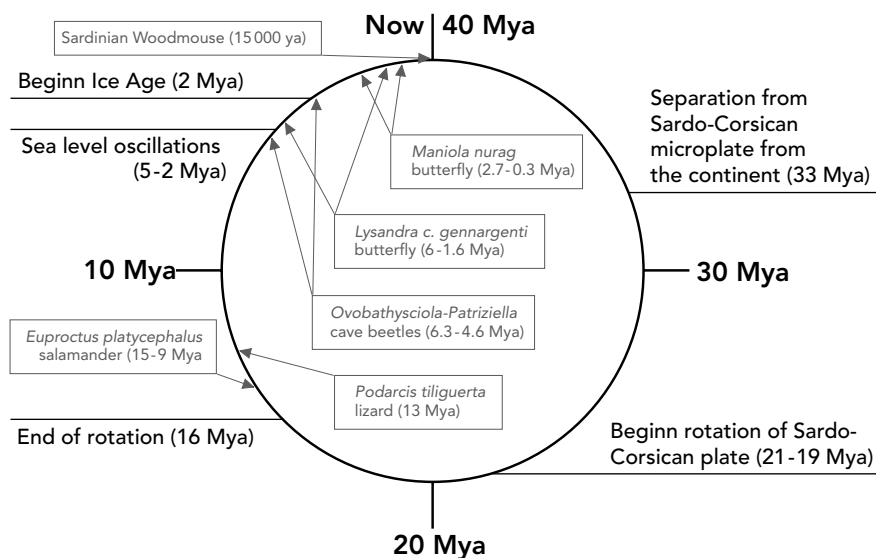 Now 40 Mya
Sardinian Woodmouse (15 000 ya)
Beginn Ice Age (2 Mya)
Sea level oscillations
(5-2 Mya)
Separation from
Sardo-Corsican
microplate from
the continent (33 Mya)
Maniola nurag
butterfly (2.7-0.3 Mya)
Lysandra c. gennargenti
butterfly (6-1.6 Mya)
10 Mya
30 Mya
Ovobathysciola-Patriziella
cave beetles (6.3-4.6 Mya)
Euproctus platycephalus
salamander (15-9 Mya
Podarcis tiliguerta
lizard (13 Mya)
End of rotation (16 Mya)
Beginn rotation of Sardo-
Corsican plate (21-19 Mya)
20 Mya